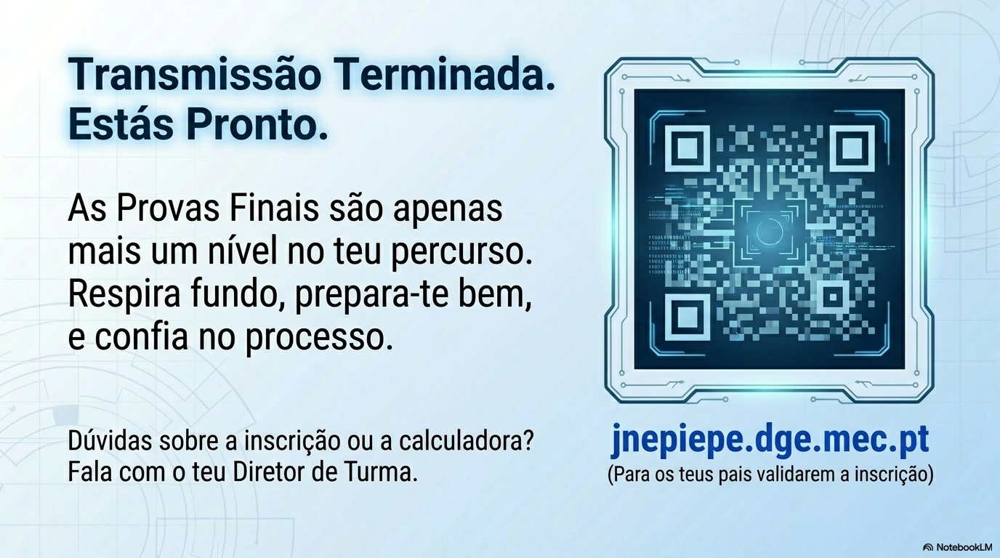 Transmissão Terminada.
Estás Pronto.
As Provas Finais são apenas
mais um nível no teu percurso.
Respira fundo, prepara-te bem,
e confia no processo.
Dúvidas sobre a inscrição ou a calculadora?
Fala com o teu Diretor de Turma.
jnepiepe.dge.mec.pt
(Para os teus pais validarem a inscrição)
NotebookLM